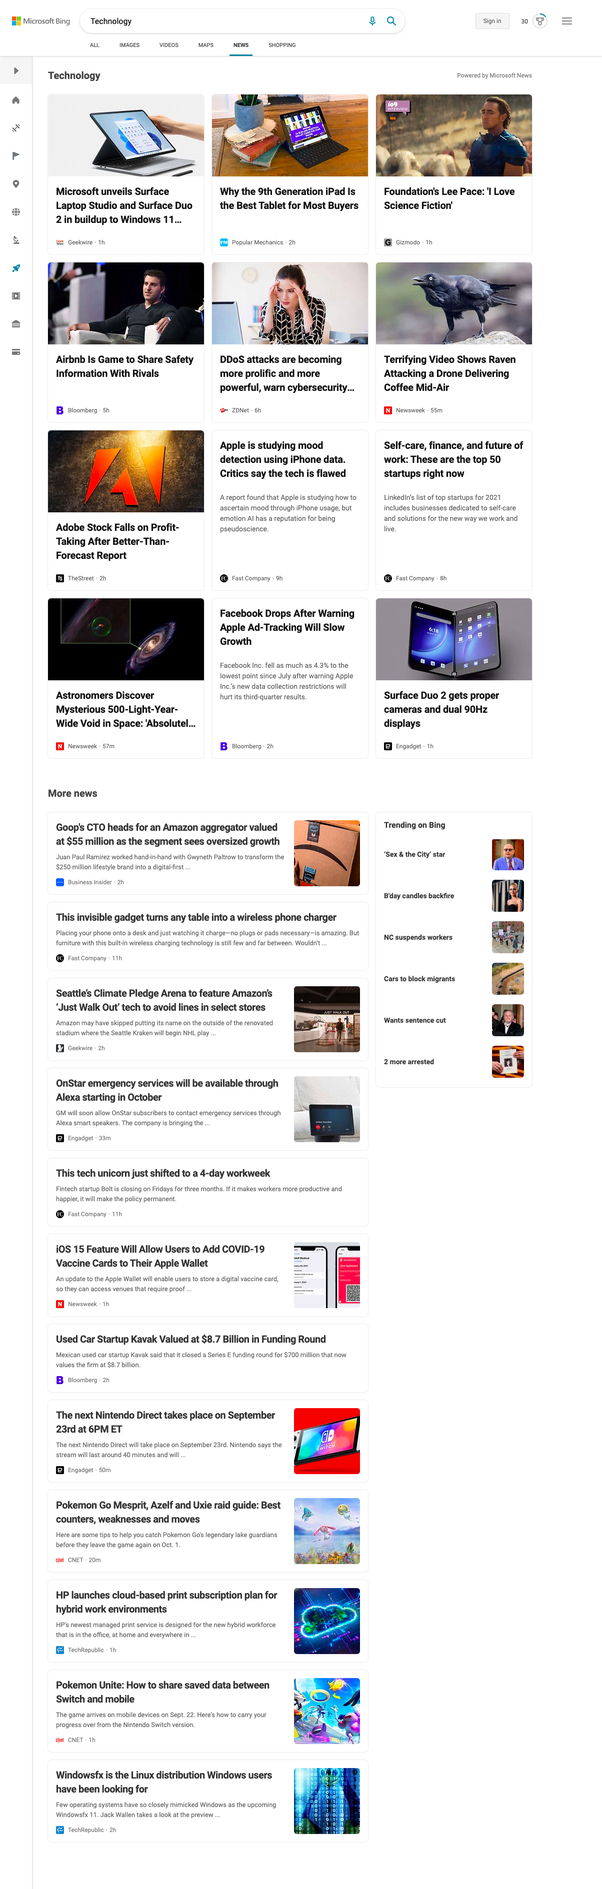 Microsoft Bing
Technology
Sign in
30
ALL
IMAGES
VIDEOS
MAPS
NEWS
SHOPPING
Technology
Powered by Microsoft News
Microsoft unveils Surface
Laptop Studio and Surface Duo
2 in buildup to Windows 11...
Geekwire · 1h
Why the 9th Generation iPad Is
the Best Tablet for Most Buyers
Popular Mechanics · 2h
io9
INTERVIEW
Foundation's Lee Pace: 'I Love
Science Fiction'
Gizmodo · 1h
Airbnb Is Game to Share Safety
Information With Rivals
Bloomberg · 5h
DDoS attacks are becoming
more prolific and more
powerful, warn cybersecurity...
ZDNet · 6h
Terrifying Video Shows Raven
Attacking a Drone Delivering
Coffee Mid-Air
Newsweek · 55m
Adobe Stock Falls on Profit-
Taking After Better-Than-
Forecast Report
TheStreet · 2h
Apple is studying mood
detection using iPhone data.
Critics say the tech is flawed
A report found that Apple is studying how to
ascertain mood through iPhone usage, but
emotion AI has a reputation for being
pseudoscience.
Fast Company · 9h
Self-care, finance, and future of
work: These are the top 50
startups right now
LinkedIn's list of top startups for 2021
includes businesses dedicated to self-care
and solutions for the new way we work and
live.
Fast Company · 8h
Astronomers Discover
Mysterious 500-Light-Year-
Wide Void in Space: 'Absolutel...
Newsweek · 57m
Facebook Drops After Warning
Apple Ad-Tracking Will Slow
Growth
Facebook Inc. fell as much as 4.3% to the
lowest point since July after warning Apple
Inc.'s new data collection restrictions will
hurt its third-quarter results.
Bloomberg · 2h
Surface Duo 2 gets proper
cameras and dual 90Hz
displays
Engadget · 1h
More news
Goop's CTO heads for an Amazon aggregator valued
at $55 million as the segment sees oversized growth
Juan Paul Ramirez worked hand-in-hand with Gwyneth Paltrow to transform the
$250 million lifestyle brand into a digital-first ...
Business Insider · 2h
This invisible gadget turns any table into a wireless phone charger
Placing your phone onto a desk and just watching it charge—no plugs or pads necessary—is amazing. But
furniture with this built-in wireless charging technology is still few and far between. Wouldn't ...
Fast Company · 11h
Seattle's Climate Pledge Arena to feature Amazon's
'Just Walk Out' tech to avoid lines in select stores
Amazon may have skipped putting its name on the outside of the renovated
stadium where the Seattle Kraken will begin NHL play ...
Geekwire · 2h
JUST WALK OUT
OnStar emergency services will be available through
Alexa starting in October
GM will soon allow OnStar subscribers to contact emergency services through
Alexa smart speakers. The company is bringing the ...
Engadget · 33m
This tech unicorn just shifted to a 4-day workweek
Fintech startup Bolt is closing on Fridays for three months. If it makes workers more productive and
happier, it will make the policy permanent.
Fast Company · 11h
iOS 15 Feature Will Allow Users to Add COVID-19
Vaccine Cards to Their Apple Wallet
An update to the Apple Wallet will enable users to store a digital vaccine card,
so they can access venues that require proof ...
Newsweek · 1h
Used Car Startup Kavak Valued at $8.7 Billion in Funding Round
Mexican used car startup Kavak said that it closed a Series E funding round for $700 million that now
values the firm at $8.7 billion.
Bloomberg · 2h
The next Nintendo Direct takes place on September
23rd at 6PM ET
The next Nintendo Direct will take place on September 23rd. Nintendo says the
stream will last around 40 minutes and will ...
Engadget · 50m
SWITCH
Pokemon Go Mesprit, Azelf and Uxie raid guide: Best
counters, weaknesses and moves
Here are some tips to help you catch Pokemon Go's legendary lake guardians
before they leave the game again on Oct. 1.
CNET · 20m
HP launches cloud-based print subscription plan for
hybrid work environments
HP's newest managed print service is designed for the new hybrid workforce
that is in the office, at home and everywhere in ...
TechRepublic · 1h
Pokemon Unite: How to share saved data between
Switch and mobile
The game arrives on mobile devices on Sept. 22. Here's how to carry your
progress over from the Nintendo Switch version.
CNET · 1h
Windowsfx is the Linux distribution Windows users
have been looking for
Few operating systems have so closely mimicked Windows as the upcoming
Windowsfx 11. Jack Wallen takes a look at the preview ...
TechRepublic · 2h
Trending on Bing
'Sex & the City' star
B'day candles backfire
NC suspends workers
Cars to block migrants
Wants sentence cut
2 more arrested